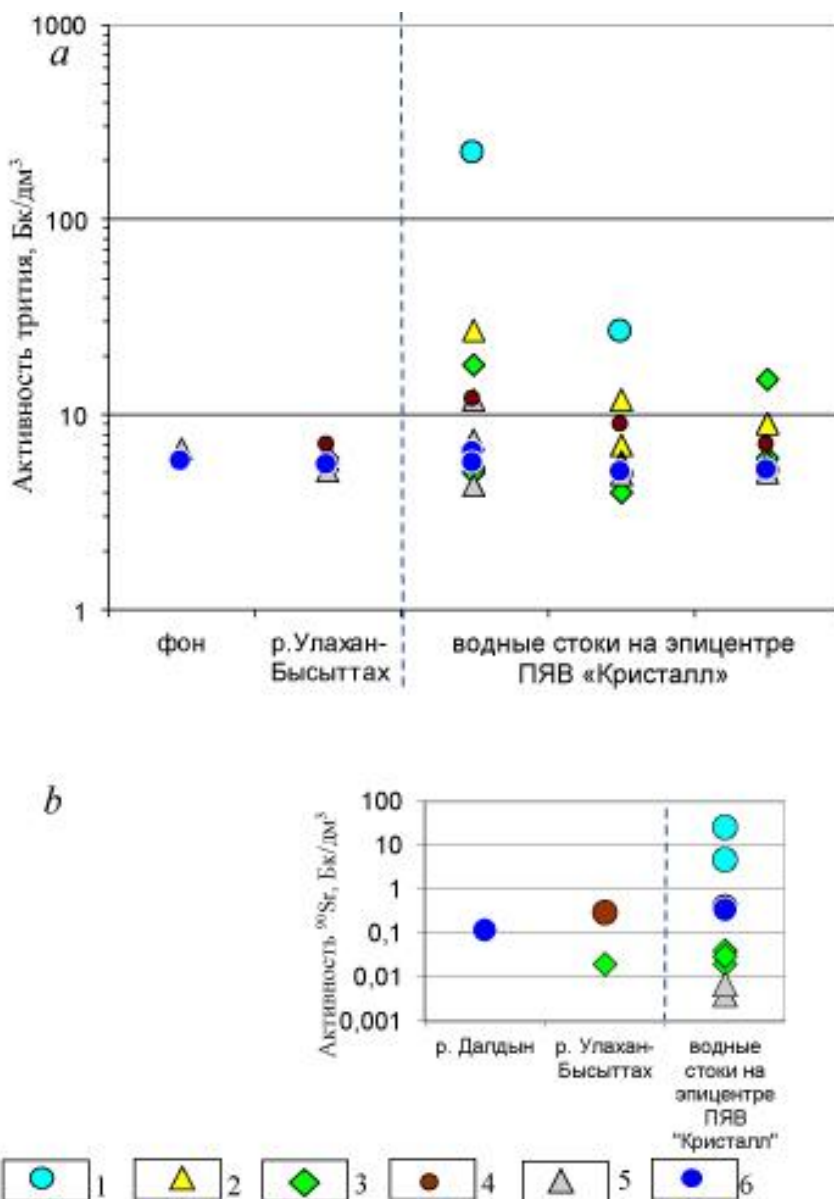 a
1000
100
10
1
Активность трития, Бк/дм³
фон
р.Улахан-
Бысыттах
водные стоки на эпицентре
ПЯВ «Кристалл»
b
100
10
1
0,1
0,01
0,001
Активность ⁹⁰Sr, Бк/дм³
р. Далдын
р. Улахан-
Бысыттах
водные
стоки на
эпицентре
ПЯВ
"Кристалл"
1 2 3 4 5 6